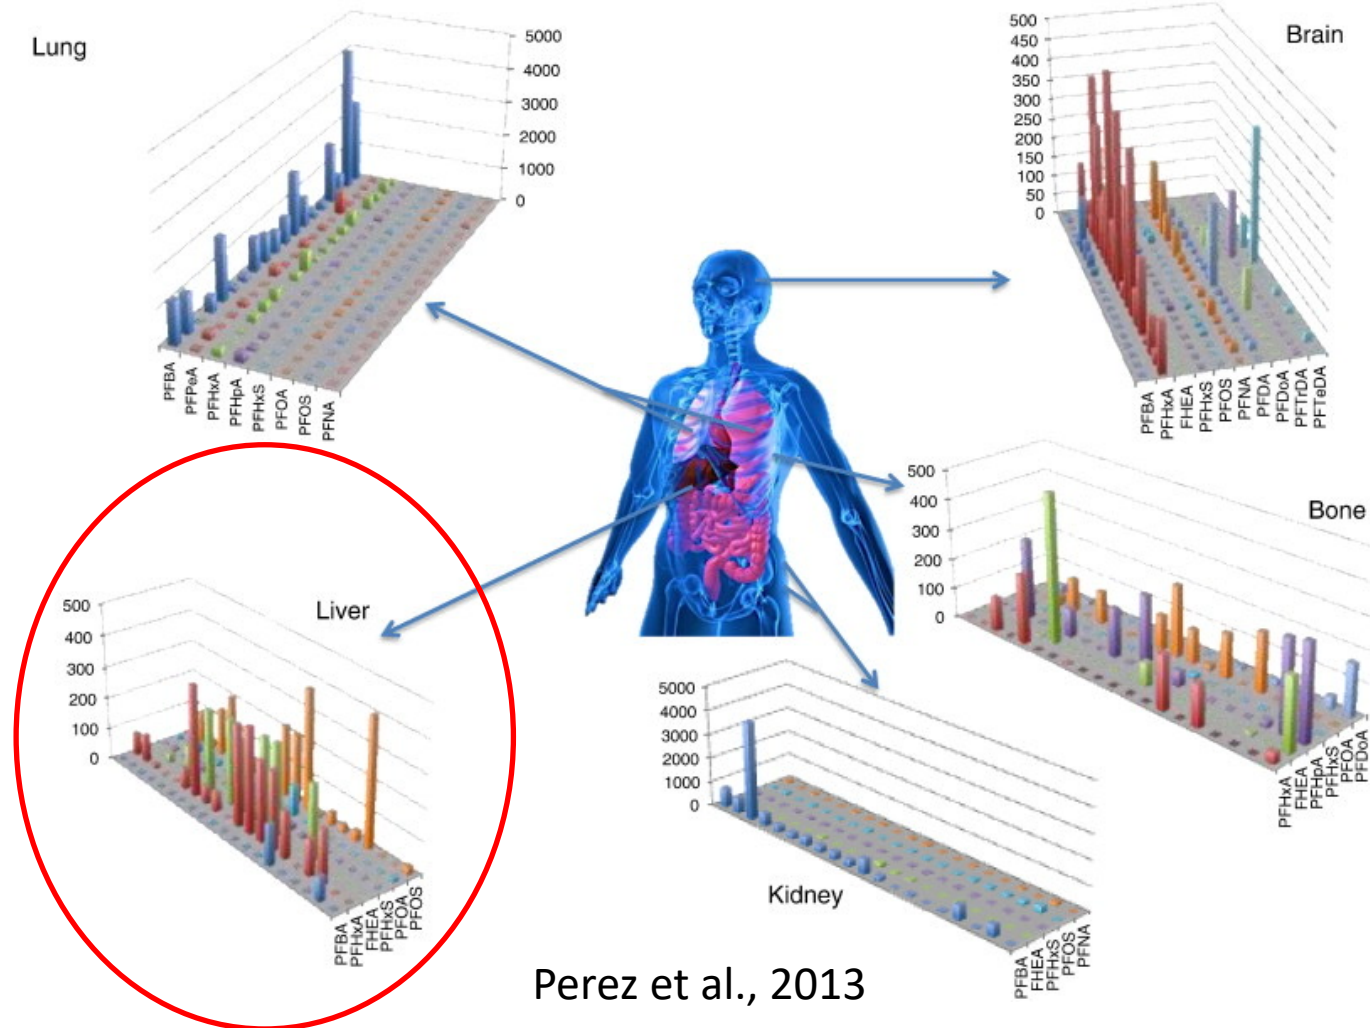 Lung
5000
4000
3000
2000
1000
0
PFBA
PFPeA
PFHxA
PFHpA
PFHxS
PFOA
PFOS
PFNA
Brain
500
450
400
350
300
250
200
150
100
50
0
PFBA
PFHxA
FHEA
PFHxS
PFOS
PFNA
PFDA
PFDoA
PFTrDA
PFTeDA
Liver
500
400
300
200
100
0
PFBA
PFHxA
FHEA
PFHxS
PFOA
PFOS
Bone
500
400
300
200
100
0
PFHxA
FHEA
PFHpA
PFHxS
PFOA
PFDoA
Kidney
5000
4000
3000
2000
1000
0
PFBA
FHEA
PFHxS
PFOS
PFNA
Perez et al., 2013